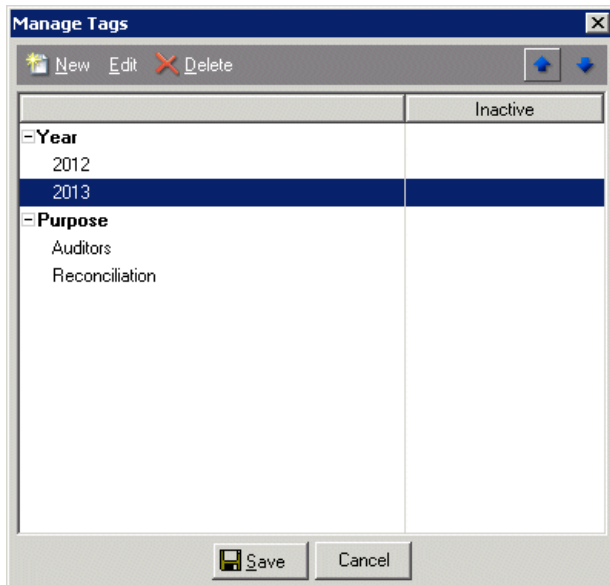 Manage Tags
New Edit Delete
Inactive
Year
2012
2013
Purpose
Auditors
Reconciliation
Save Cancel